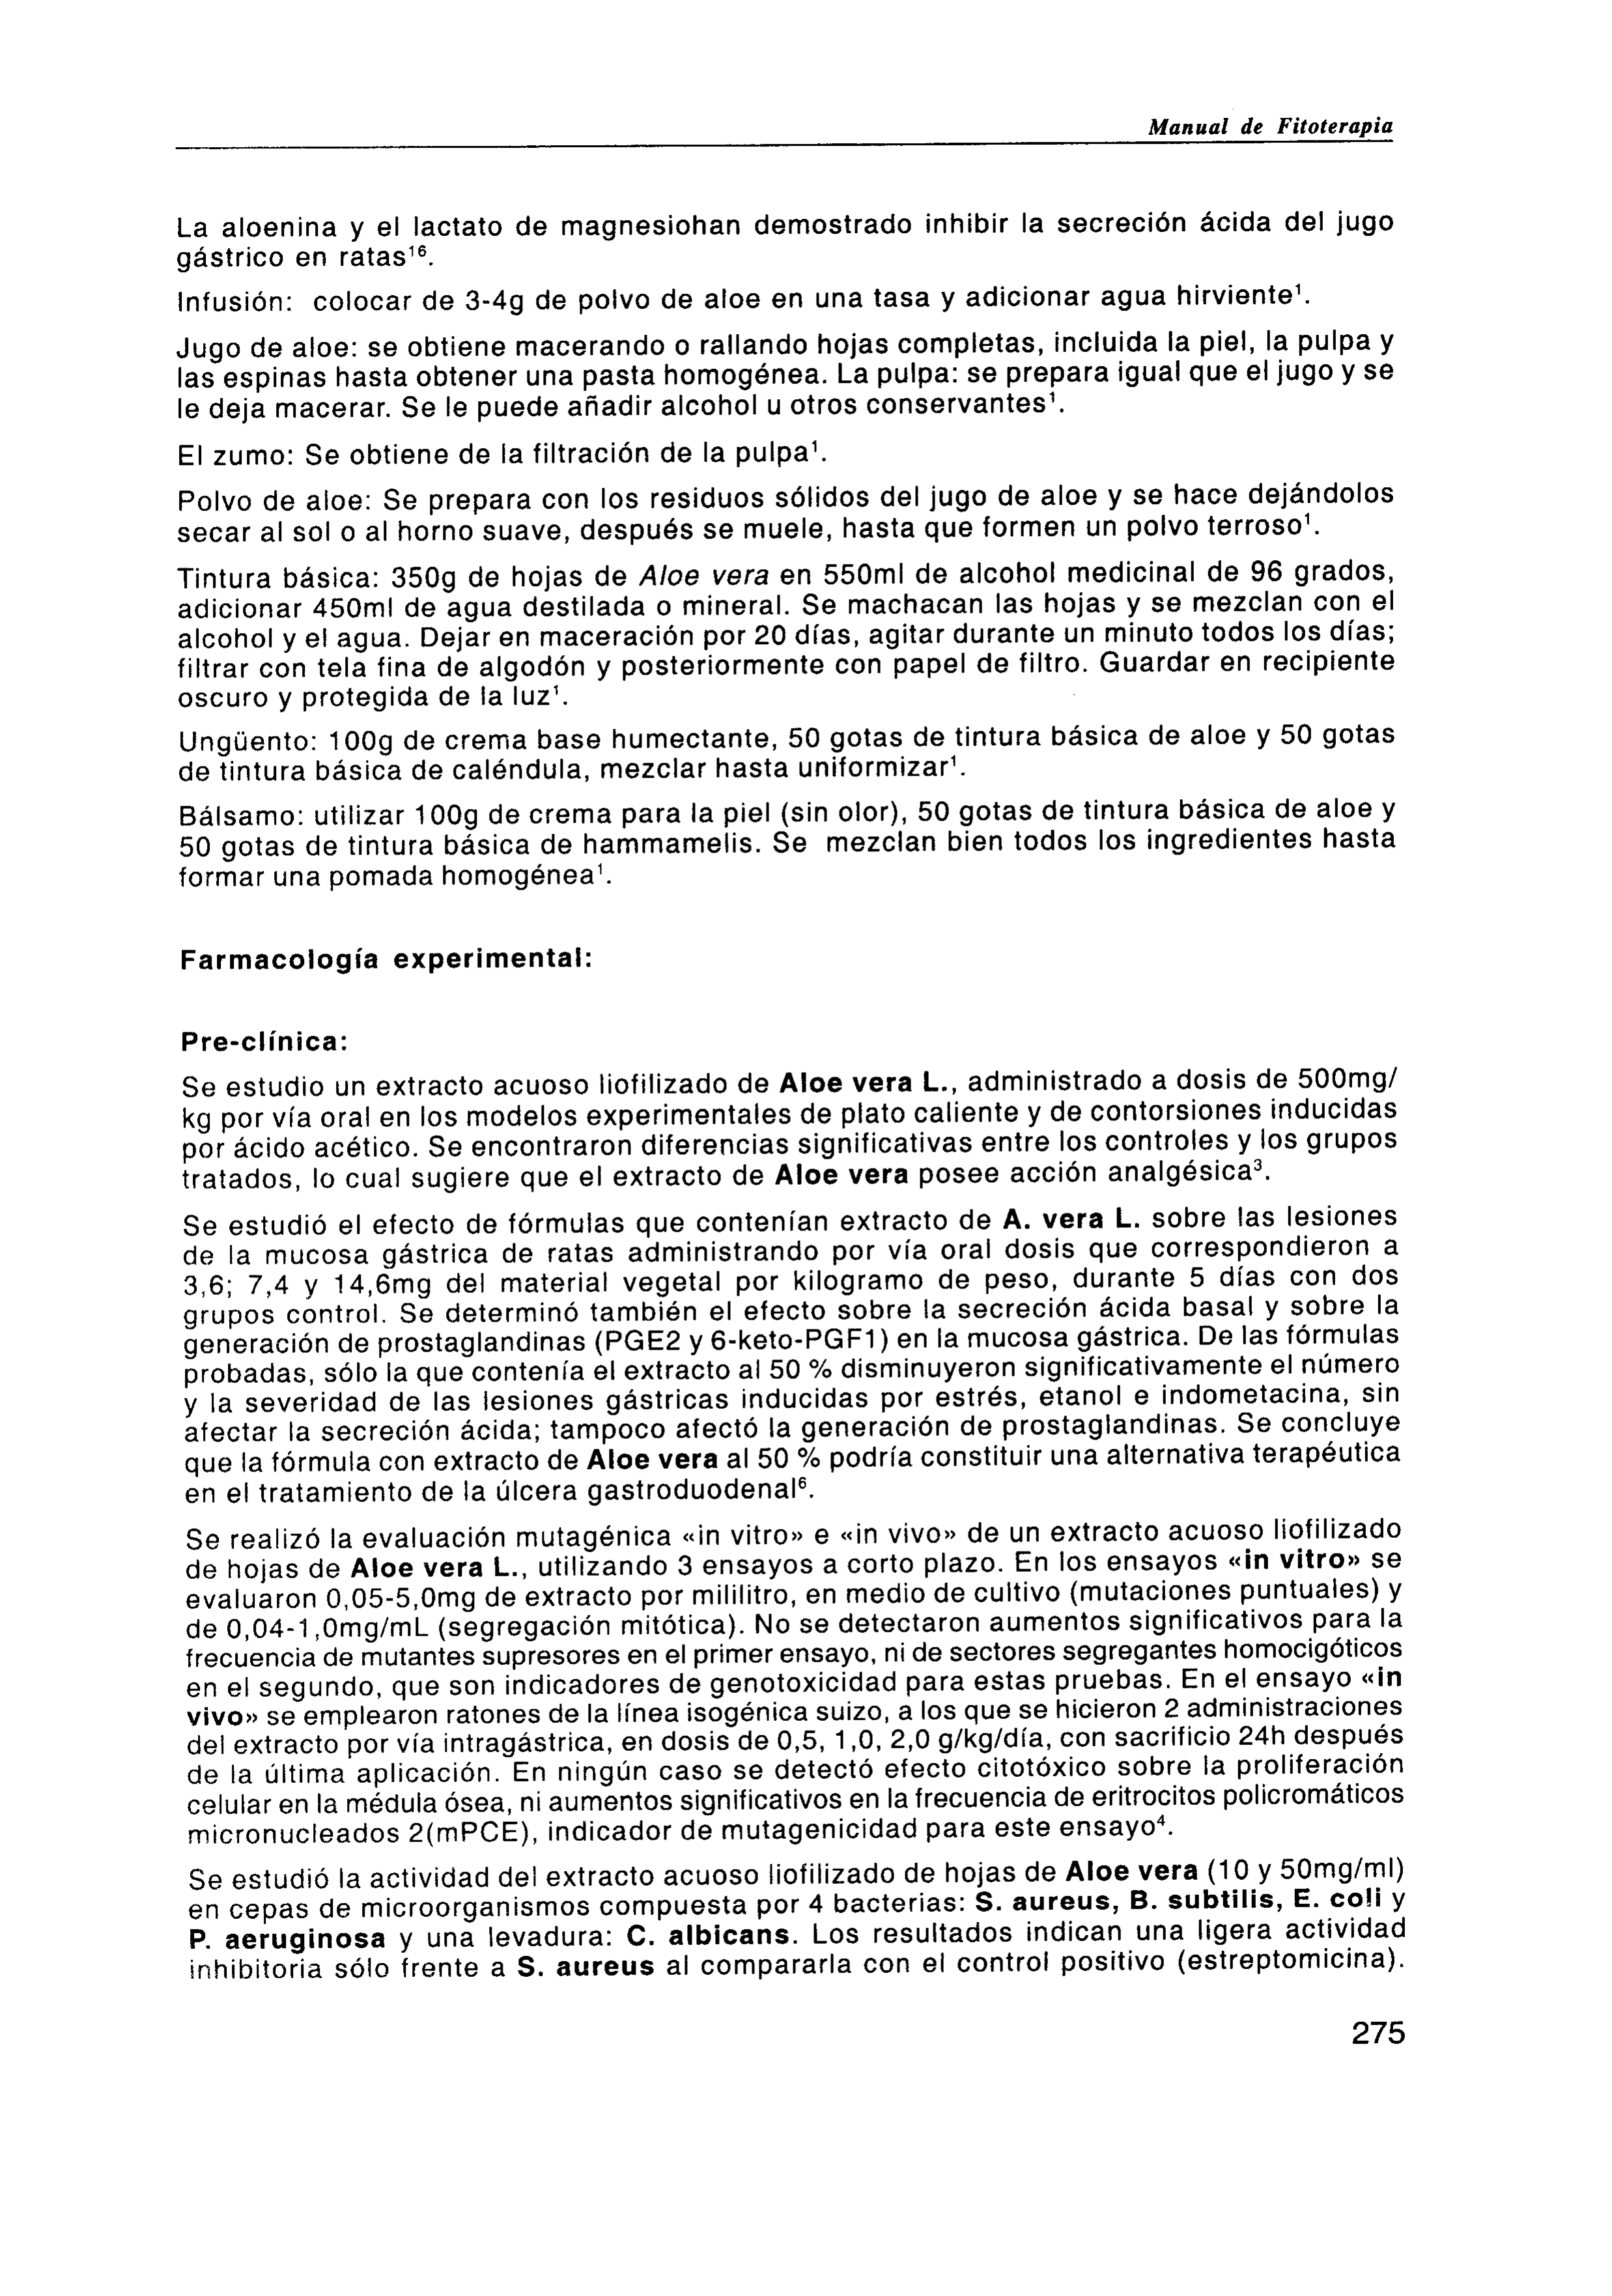 Manual de Fitoterapia
La aloenina y el lactato de magnesiohan demostrado inhibir la secreción ácida del jugo
gástrico en ratas¹⁶.
Infusión: colocar de 3-4g de polvo de aloe en una tasa y adicionar agua hirviente¹.
Jugo de aloe: se obtiene macerando o rallando hojas completas, incluida la piel, la pulpa y
las espinas hasta obtener una pasta homogénea. La pulpa: se prepara igual que el jugo y se
le deja macerar. Se le puede añadir alcohol u otros conservantes¹.
El zumo: Se obtiene de la filtración de la pulpa¹.
Polvo de aloe: Se prepara con los residuos sólidos del jugo de aloe y se hace dejándolos
secar al sol o al horno suave, después se muele, hasta que formen un polvo terroso¹.
Tintura básica: 350g de hojas de Aloe vera en 550ml de alcohol medicinal de 96 grados,
adicionar 450ml de agua destilada o mineral. Se machacan las hojas y se mezclan con el
alcohol y el agua. Dejar en maceración por 20 días, agitar durante un minuto todos los días;
filtrar con tela fina de algodón y posteriormente con papel de filtro. Guardar en recipiente
oscuro y protegida de la luz¹.
Ungüento: 100g de crema base humectante, 50 gotas de tintura básica de aloe y 50 gotas
de tintura básica de caléndula, mezclar hasta uniformizar¹.
Bálsamo: utilizar 100g de crema para la piel (sin olor), 50 gotas de tintura básica de aloe y
50 gotas de tintura básica de hammamelis. Se mezclan bien todos los ingredientes hasta
formar una pomada homogénea¹.
Farmacología experimental:
Pre-clínica:
Se estudio un extracto acuoso liofilizado de Aloe vera L., administrado a dosis de 500mg/
kg por vía oral en los modelos experimentales de plato caliente y de contorsiones inducidas
por ácido acético. Se encontraron diferencias significativas entre los controles y los grupos
tratados, lo cual sugiere que el extracto de Aloe vera posee acción analgésica³.
Se estudió el efecto de fórmulas que contenían extracto de A. vera L. sobre las lesiones
de la mucosa gástrica de ratas administrando por vía oral dosis que correspondieron a
3,6; 7,4 y 14,6mg del material vegetal por kilogramo de peso, durante 5 días con dos
grupos control. Se determinó también el efecto sobre la secreción ácida basal y sobre la
generación de prostaglandinas (PGE2 y 6-keto-PGF1) en la mucosa gástrica. De las fórmulas
probadas, sólo la que contenía el extracto al 50 % disminuyeron significativamente el número
y la severidad de las lesiones gástricas inducidas por estrés, etanol e indometacina, sin
afectar la secreción ácida; tampoco afectó la generación de prostaglandinas. Se concluye
que la fórmula con extracto de Aloe vera al 50 % podría constituir una alternativa terapéutica
en el tratamiento de la úlcera gastroduodenal⁶.
Se realizó la evaluación mutagénica «in vitro» e «in vivo» de un extracto acuoso liofilizado
de hojas de Aloe vera L., utilizando 3 ensayos a corto plazo. En los ensayos «in vitro» se
evaluaron 0,05-5,0mg de extracto por mililitro, en medio de cultivo (mutaciones puntuales) y
de 0,04-1,0mg/mL (segregación mitótica). No se detectaron aumentos significativos para la
frecuencia de mutantes supresores en el primer ensayo, ni de sectores segregantes homocigóticos
en el segundo, que son indicadores de genotoxicidad para estas pruebas. En el ensayo «in
vivo» se emplearon ratones de la línea isogénica suizo, a los que se hicieron 2 administraciones
del extracto por vía intragástrica, en dosis de 0,5, 1,0, 2,0 g/kg/día, con sacrificio 24h después
de la última aplicación. En ningún caso se detectó efecto citotóxico sobre la proliferación
celular en la médula ósea, ni aumentos significativos en la frecuencia de eritrocitos policromáticos
micronucleados 2(mPCE), indicador de mutagenicidad para este ensayo⁴.
Se estudió la actividad del extracto acuoso liofilizado de hojas de Aloe vera (10 y 50mg/ml)
en cepas de microorganismos compuesta por 4 bacterias: S. aureus, B. subtilis, E. coli y
P. aeruginosa y una levadura: C. albicans. Los resultados indican una ligera actividad
inhibitoria sólo frente a S. aureus al compararla con el control positivo (estreptomicina).
275